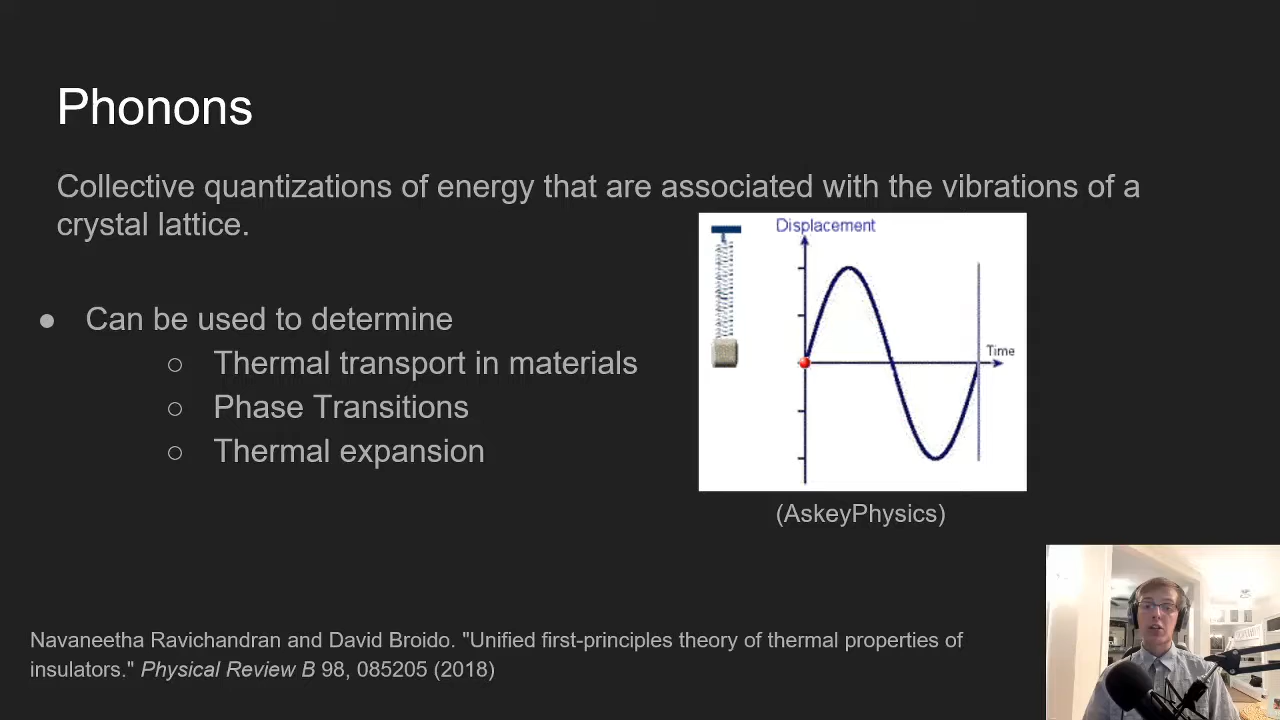 Phonons
Collective quantizations of energy that are associated with the vibrations of a
crystal lattice.
● Can be used to determine
○ Thermal transport in materials
○ Phase Transitions
○ Thermal expansion
Displacement
Time
(AskeyPhysics)
Navaneetha Ravichandran and David Broido. "Unified first-principles theory of thermal properties of
insulators." Physical Review B 98, 085205 (2018)